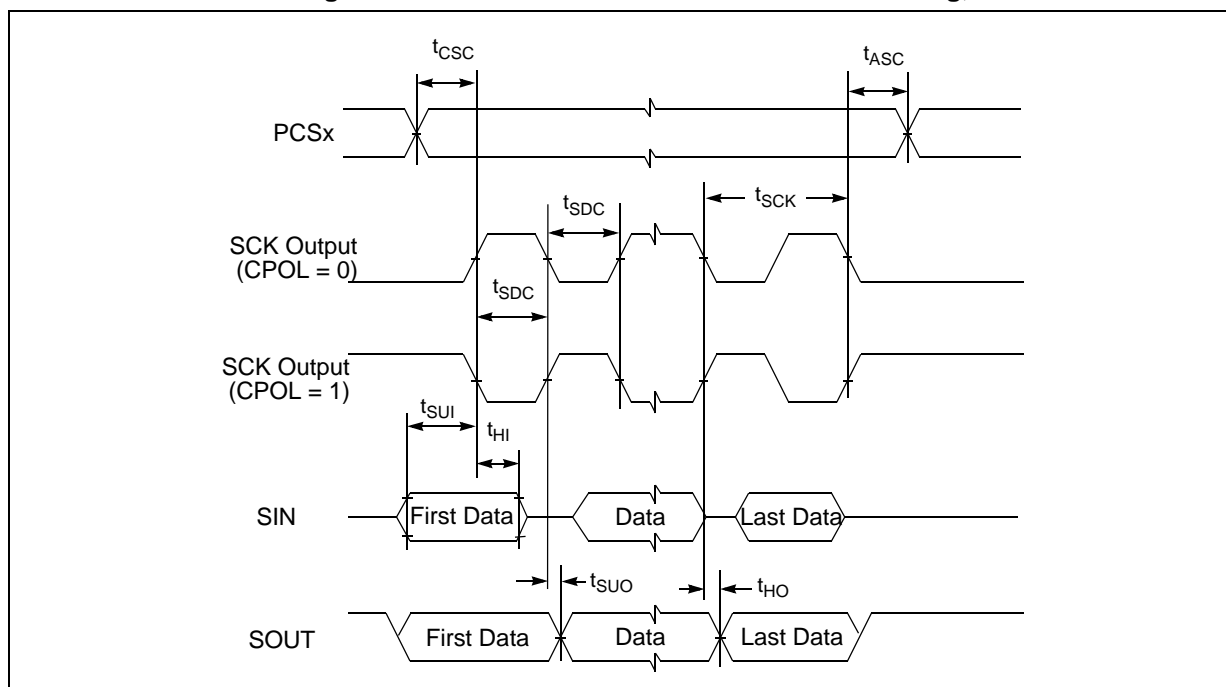 tCSC
tASC
PCSx
tSCK
tSDC
SCK Output
(CPOL = 0)
tSDC
SCK Output
(CPOL = 1)
tSUI
tHI
SIN
First Data
Data
Last Data
tSUO
tHO
SOUT
First Data
Data
Last Data